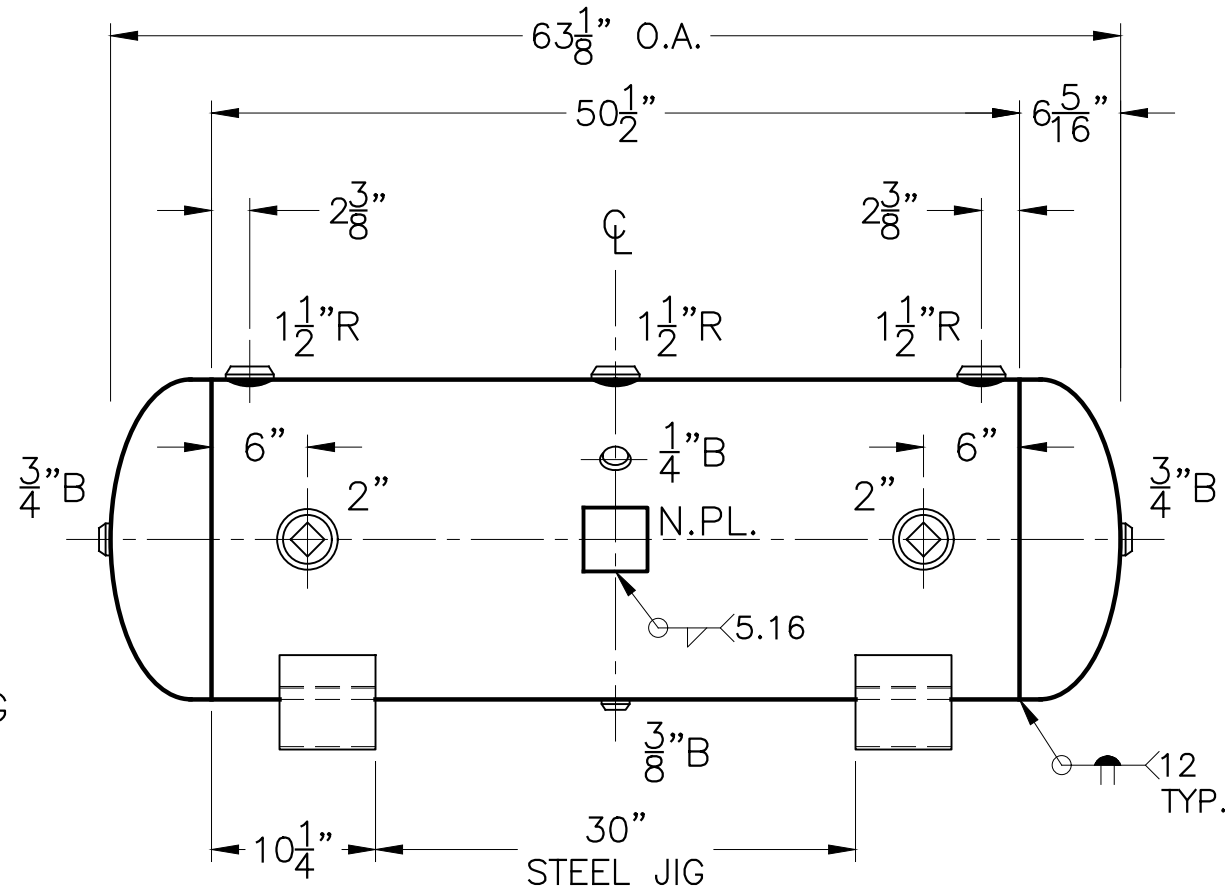 63 1/8" O.A.
50 1/2"
6 5/16"
2 3/8"
2 3/8"
℄
1 1/2"R
1 1/2"R
1 1/2"R
6"
1/4"B
6"
3/4"B
2"
2"
3/4"B
N.PL.
5.16
G
3/8"B
12
TYP.
10 1/4"
30"
STEEL JIG